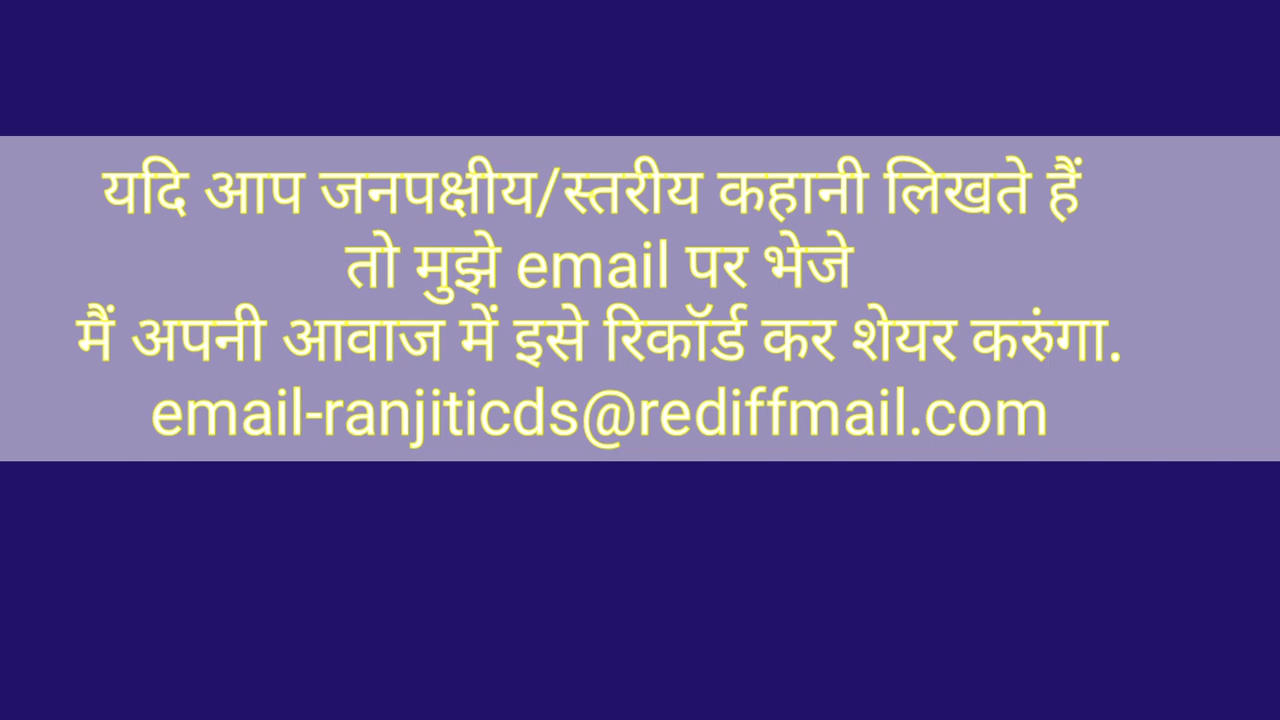 यदि आप जनपक्षीय/स्तरीय कहानी लिखते हैं
तो मुझे email पर भेजे
मैं अपनी आवाज में इसे रिकॉर्ड कर शेयर करुंगा.
email-ranjiticds@rediffmail.com